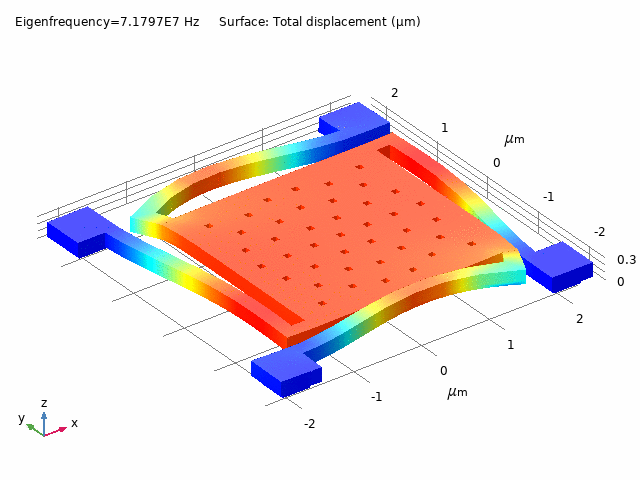 Eigenfrequency=7.1797E7 Hz Surface: Total displacement (μm)
2
1
μm
0
-1
-2
0.3
0
2
1
0
μm
-1
-2
z
y
x